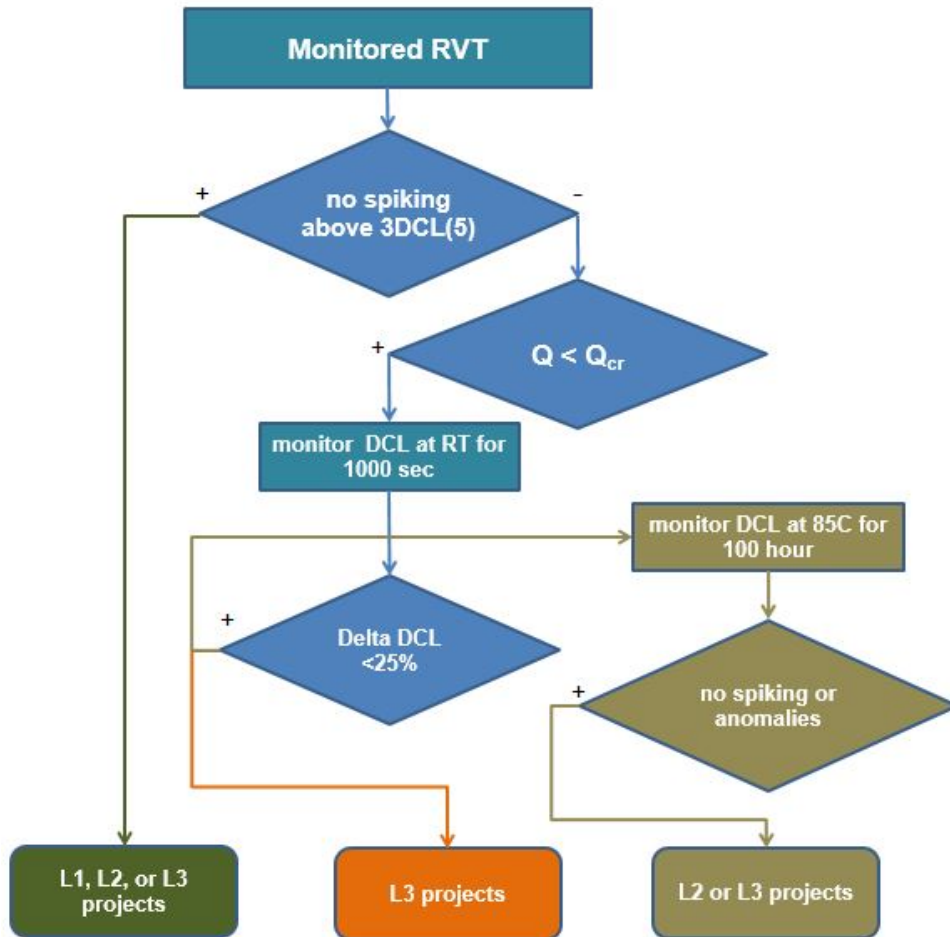 Monitored RVT
+
-
no spiking
above 3DCL(5)
+
Q < Qcr
monitor DCL at RT for
1000 sec
monitor DCL at 85C for
100 hour
+
Delta DCL
<25%
+
no spiking or
anomalies
L1, L2, or L3
projects
L3 projects
L2 or L3 projects